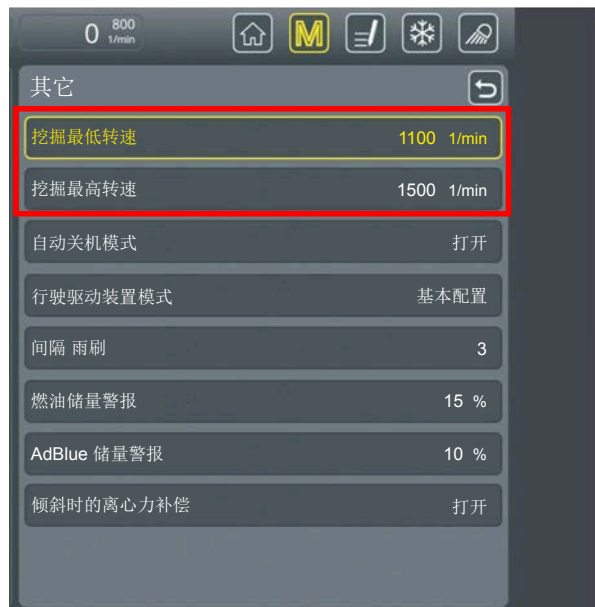 0 800 1/min M
其它
挖掘最低转速 1100 1/min
挖掘最高转速 1500 1/min
自动关机模式 打开
行驶驱动装置模式 基本配置
间隔 雨刷 3
燃油储量警报 15 %
AdBlue 储量警报 10 %
倾斜时的离心力补偿 打开